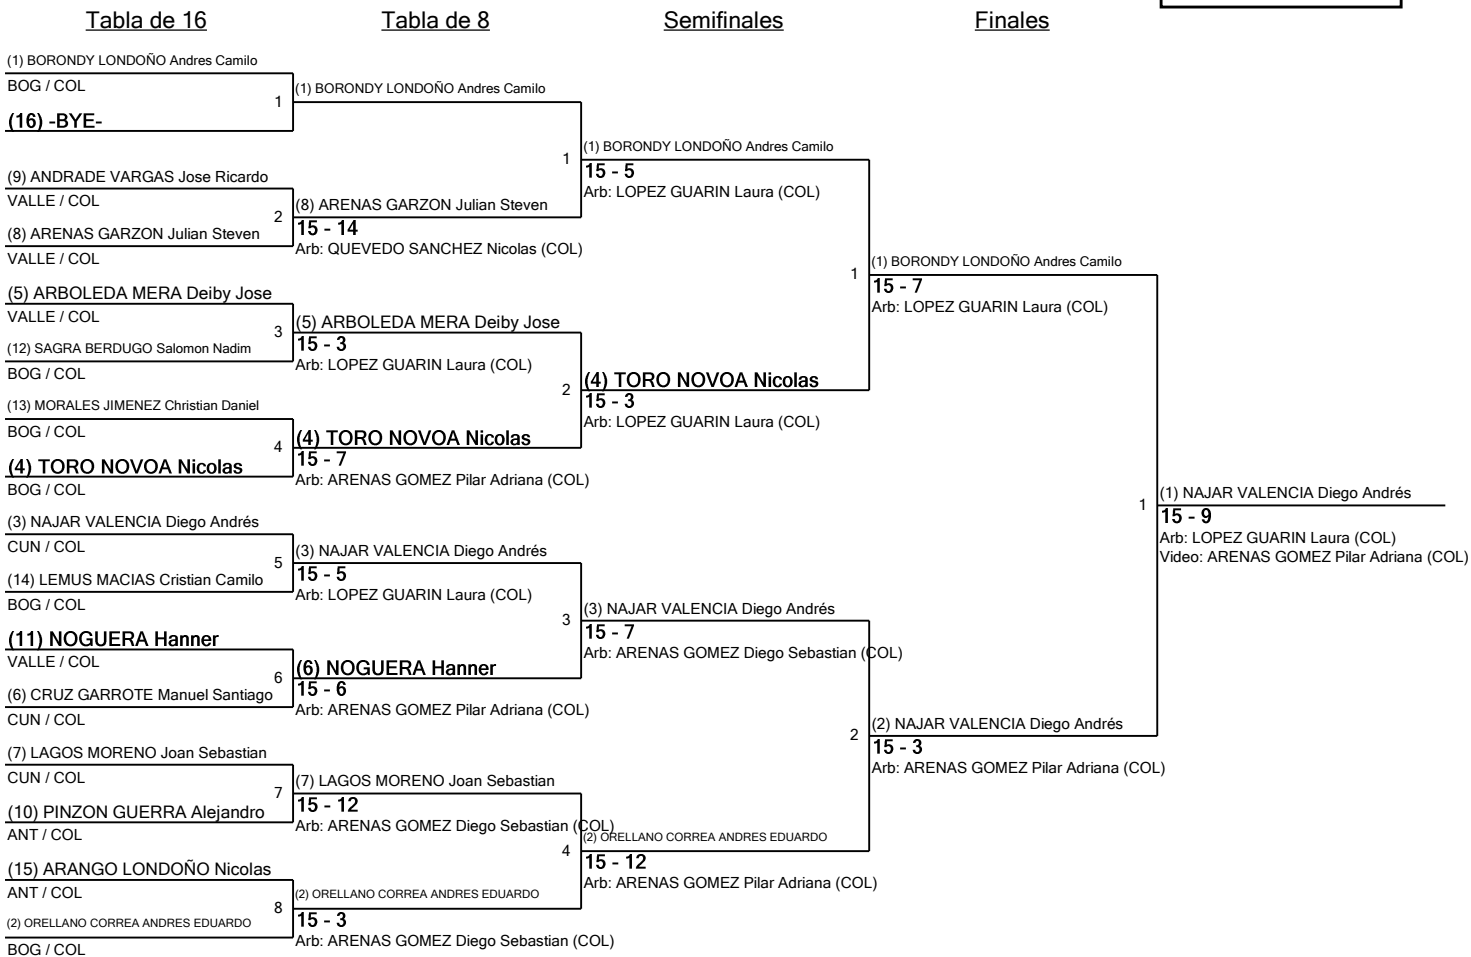 Tabla de 16
Tabla de 8
Semifinales
Finales
(1) BORONDY LONDOÑO Andres Camilo
BOG / COL
1
(16) -BYE-
(9) ANDRADE VARGAS Jose Ricardo
VALLE / COL
2
(8) ARENAS GARZON Julian Steven
VALLE / COL
(5) ARBOLEDA MERA Deiby Jose
VALLE / COL
3
(12) SAGRA BERDUGO Salomon Nadim
BOG / COL
(13) MORALES JIMENEZ Christian Daniel
BOG / COL
4
(4) TORO NOVOA Nicolas
BOG / COL
(3) NAJAR VALENCIA Diego Andrés
CUN / COL
5
(14) LEMUS MACIAS Cristian Camilo
BOG / COL
(11) NOGUERA Hanner
VALLE / COL
6
(6) CRUZ GARROTE Manuel Santiago
CUN / COL
(7) LAGOS MORENO Joan Sebastian
CUN / COL
7
(10) PINZON GUERRA Alejandro
ANT / COL
(15) ARANGO LONDOÑO Nicolas
ANT / COL
8
(2) ORELLANO CORREA ANDRES EDUARDO
BOG / COL
(1) BORONDY LONDOÑO Andres Camilo
1
(8) ARENAS GARZON Julian Steven
15 - 14
Arb: QUEVEDO SANCHEZ Nicolas (COL)
(5) ARBOLEDA MERA Deiby Jose
15 - 3
Arb: LOPEZ GUARIN Laura (COL)
2
(4) TORO NOVOA Nicolas
15 - 7
Arb: ARENAS GOMEZ Pilar Adriana (COL)
(3) NAJAR VALENCIA Diego Andrés
15 - 5
Arb: LOPEZ GUARIN Laura (COL)
3
(6) NOGUERA Hanner
15 - 6
Arb: ARENAS GOMEZ Pilar Adriana (COL)
(7) LAGOS MORENO Joan Sebastian
15 - 12
Arb: ARENAS GOMEZ Diego Sebastian (COL)
4
(2) ORELLANO CORREA ANDRES EDUARDO
15 - 3
Arb: ARENAS GOMEZ Diego Sebastian (COL)
(1) BORONDY LONDOÑO Andres Camilo
15 - 5
Arb: LOPEZ GUARIN Laura (COL)
1
(4) TORO NOVOA Nicolas
15 - 3
Arb: LOPEZ GUARIN Laura (COL)
(3) NAJAR VALENCIA Diego Andrés
15 - 7
Arb: ARENAS GOMEZ Diego Sebastian (COL)
2
(2) ORELLANO CORREA ANDRES EDUARDO
15 - 12
Arb: ARENAS GOMEZ Pilar Adriana (COL)
(1) BORONDY LONDOÑO Andres Camilo
15 - 7
Arb: LOPEZ GUARIN Laura (COL)
1
(2) NAJAR VALENCIA Diego Andrés
15 - 3
Arb: ARENAS GOMEZ Pilar Adriana (COL)
(1) NAJAR VALENCIA Diego Andrés
15 - 9
Arb: LOPEZ GUARIN Laura (COL)
Video: ARENAS GOMEZ Pilar Adriana (COL)